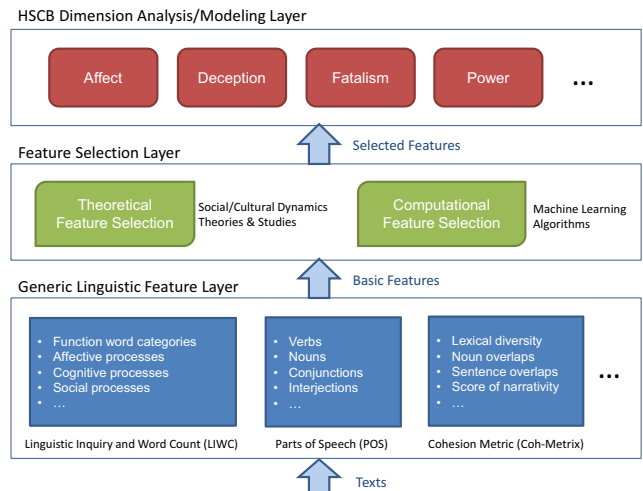 HSCB Dimension Analysis/Modeling Layer
Affect
Deception
Fatalism
Power
...
Selected Features
Feature Selection Layer
Theoretical
Feature Selection
Social/Cultural Dynamics
Theories & Studies
Computational
Feature Selection
Machine Learning
Algorithms
Basic Features
Generic Linguistic Feature Layer
• Function word categories
• Affective processes
• Cognitive processes
• Social processes
• ...
Linguistic Inquiry and Word Count (LIWC)
• Verbs
• Nouns
• Conjunctions
• Interjections
• ...
Parts of Speech (POS)
• Lexical diversity
• Noun overlaps
• Sentence overlaps
• Score of narrativity
• ...
Cohesion Metric (Coh-Metrix)
...
Texts